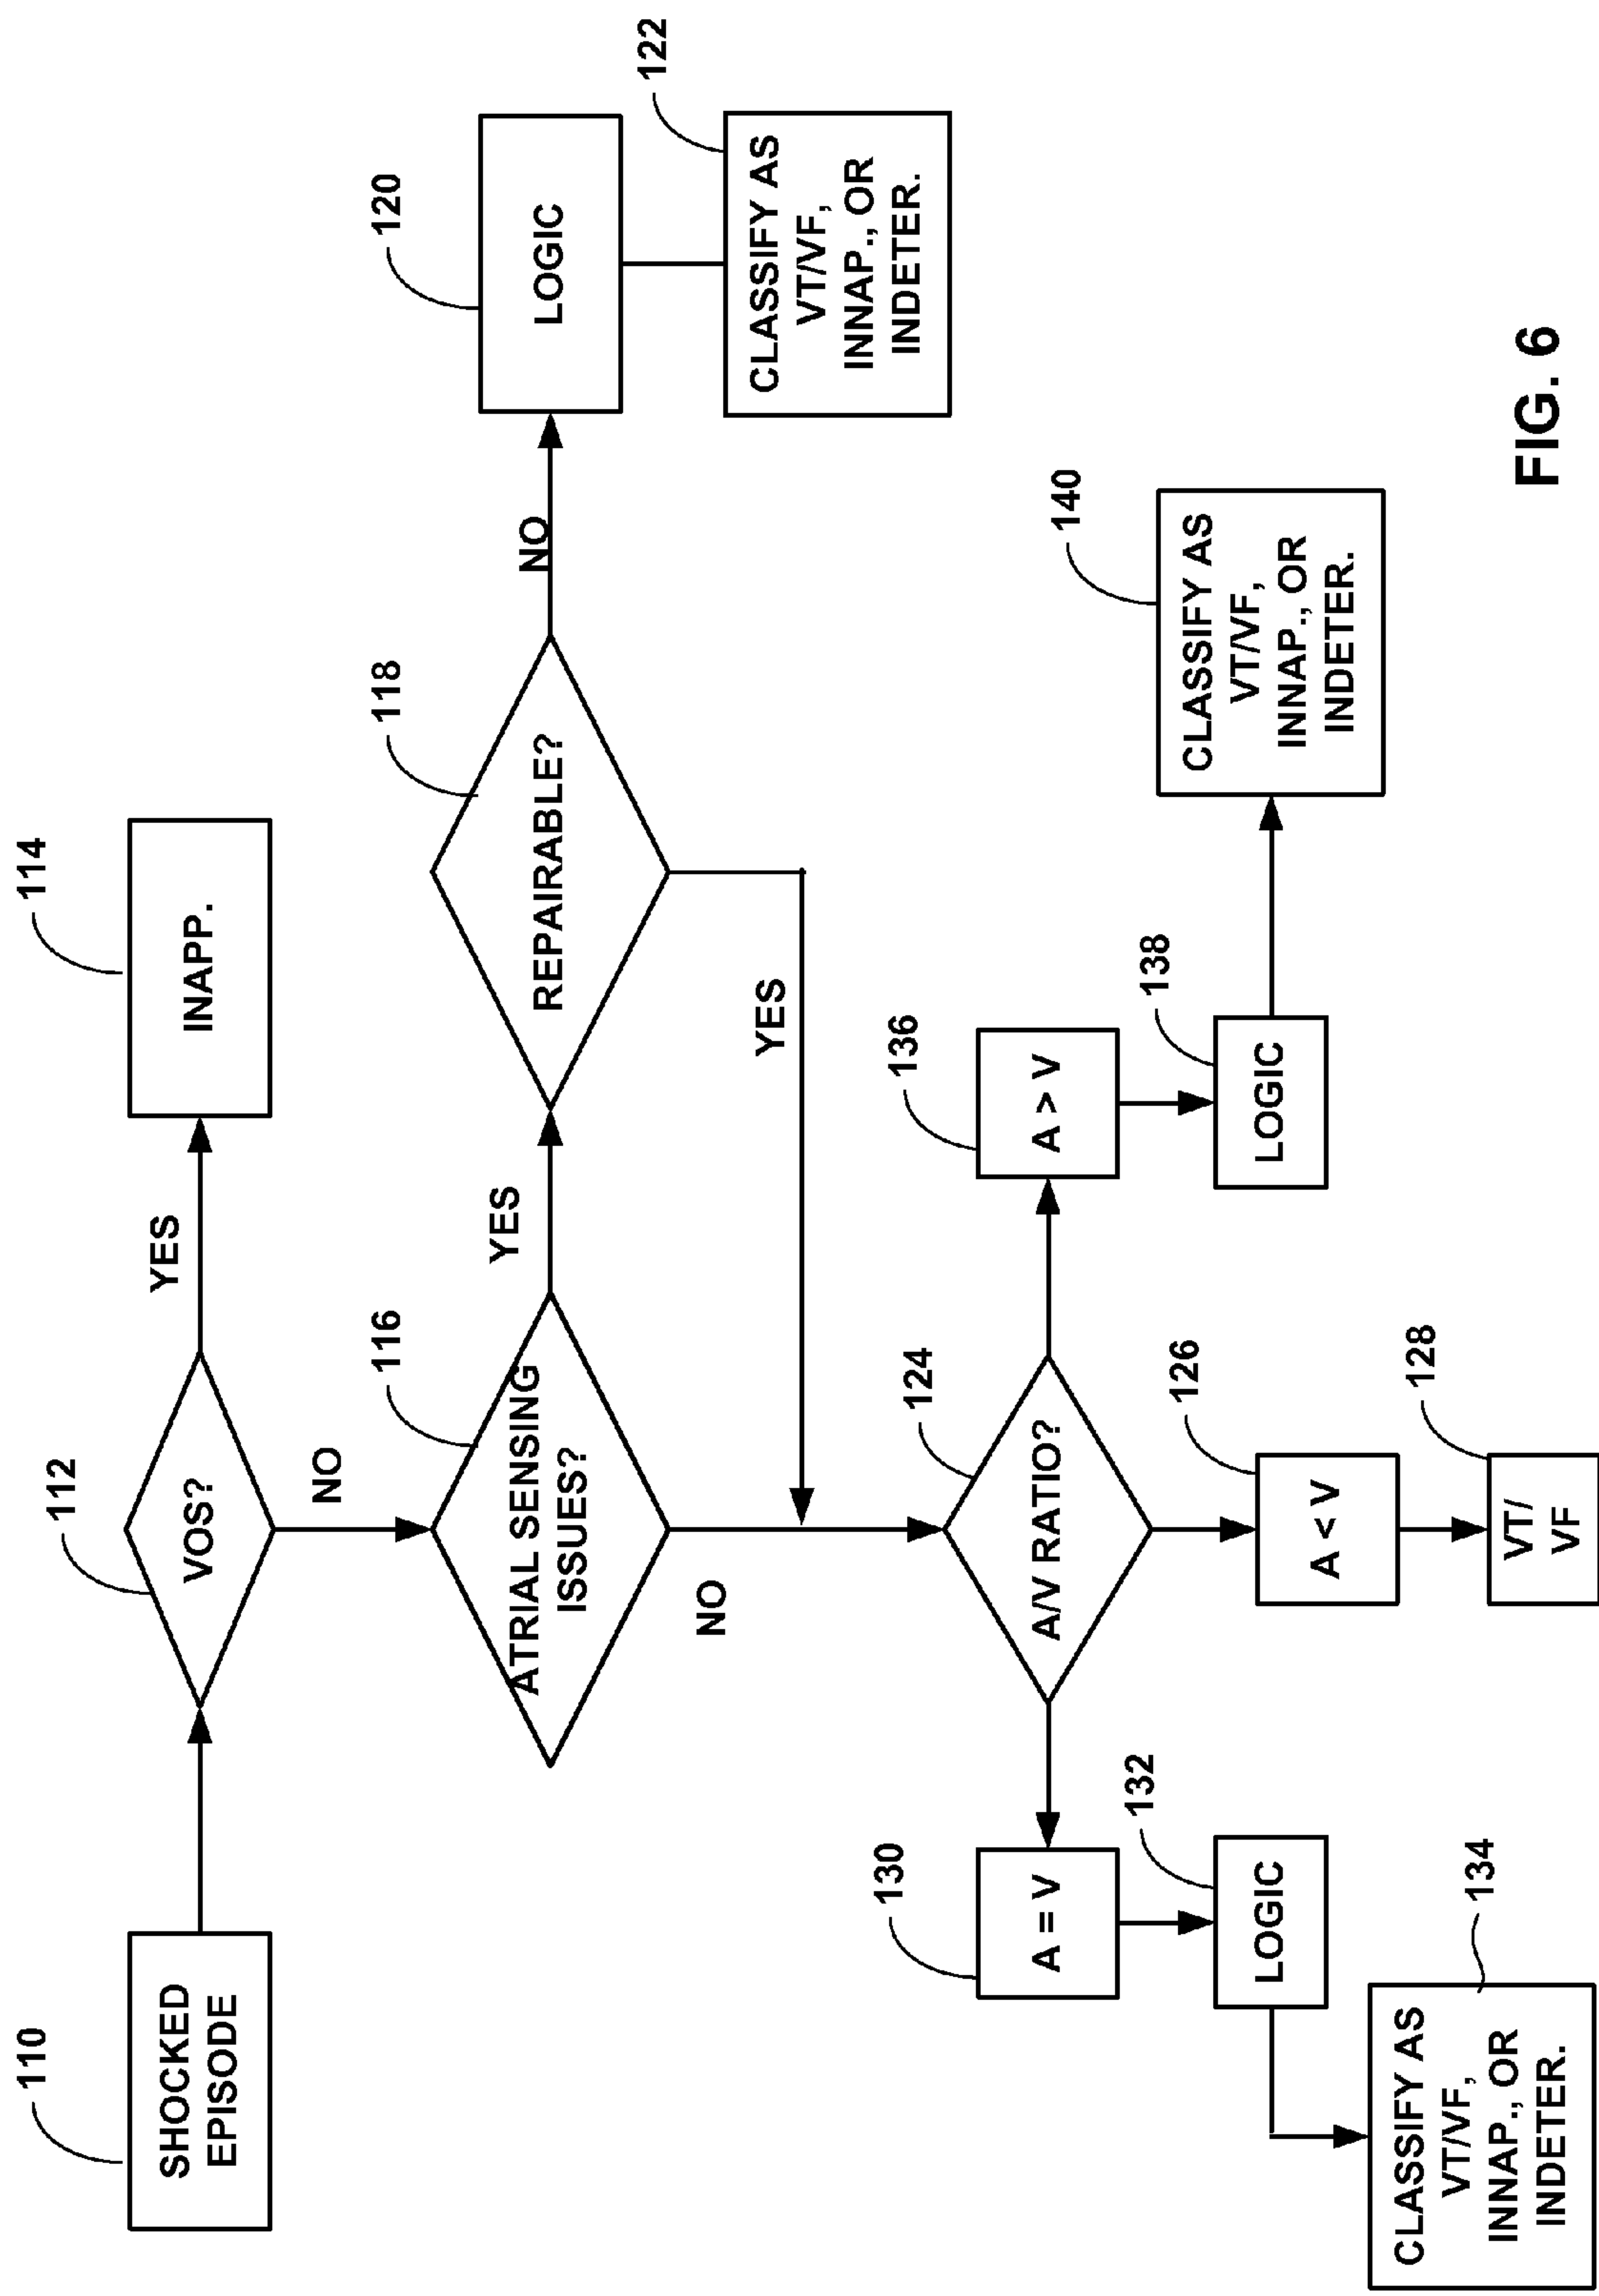 110
SHOCKED
EPISODE
112
VOS?
YES
114
INAPP.
NO
116
ATRIAL SENSING
ISSUES?
YES
118
REPAIRABLE?
NO
120
LOGIC
122
CLASSIFY AS
VT/VF,
INNAP., OR
INDETER.
YES
NO
124
A/V RATIO?
130
A = V
132
LOGIC
134
CLASSIFY AS
VT/VF,
INNAP., OR
INDETER.
126
A < V
128
VT/
VF
136
A > V
138
LOGIC
140
CLASSIFY AS
VT/VF,
INNAP., OR
INDETER.
FIG. 6